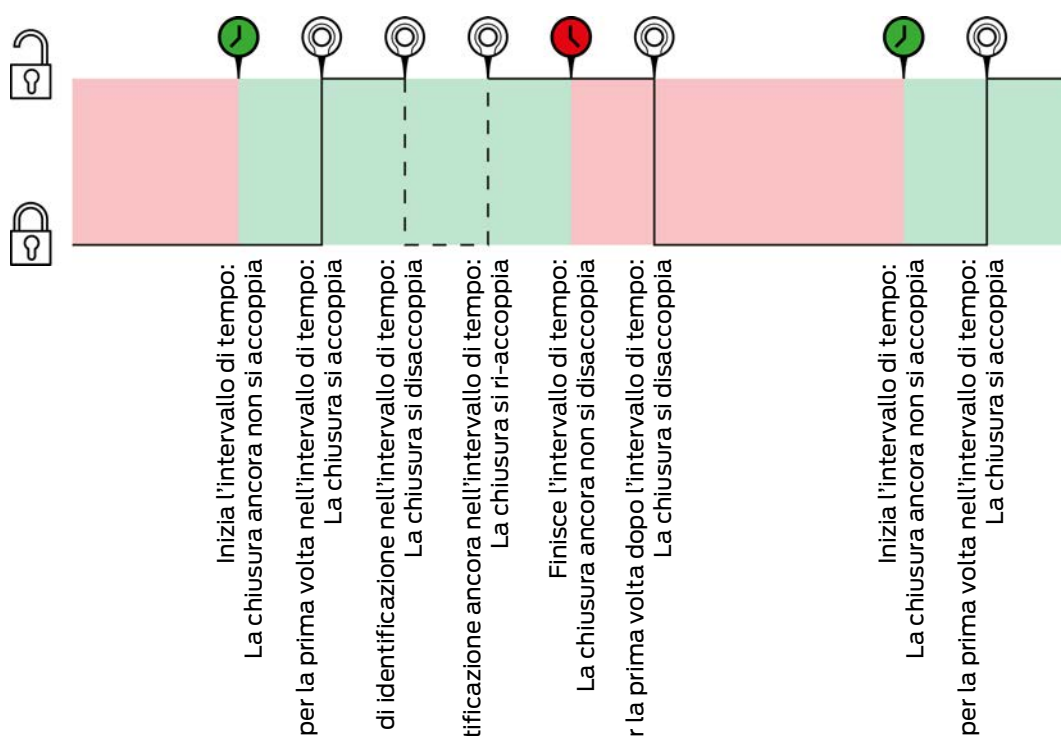 Inizia l'intervallo di tempo:
La chiusura ancora non si accoppia
per la prima volta nell'intervallo di tempo:
La chiusura si accoppia
di identificazione nell'intervallo di tempo:
La chiusura si disaccoppia
ancora nell'intervallo di tempo:
La chiusura si ri-accoppia
Finisce l'intervallo di tempo:
La chiusura ancora non si disaccoppia
la prima volta dopo l'intervallo di tempo:
La chiusura si disaccoppia
Inizia l'intervallo di tempo:
La chiusura ancora non si accoppia
per la prima volta nell'intervallo di tempo:
La chiusura si accoppia